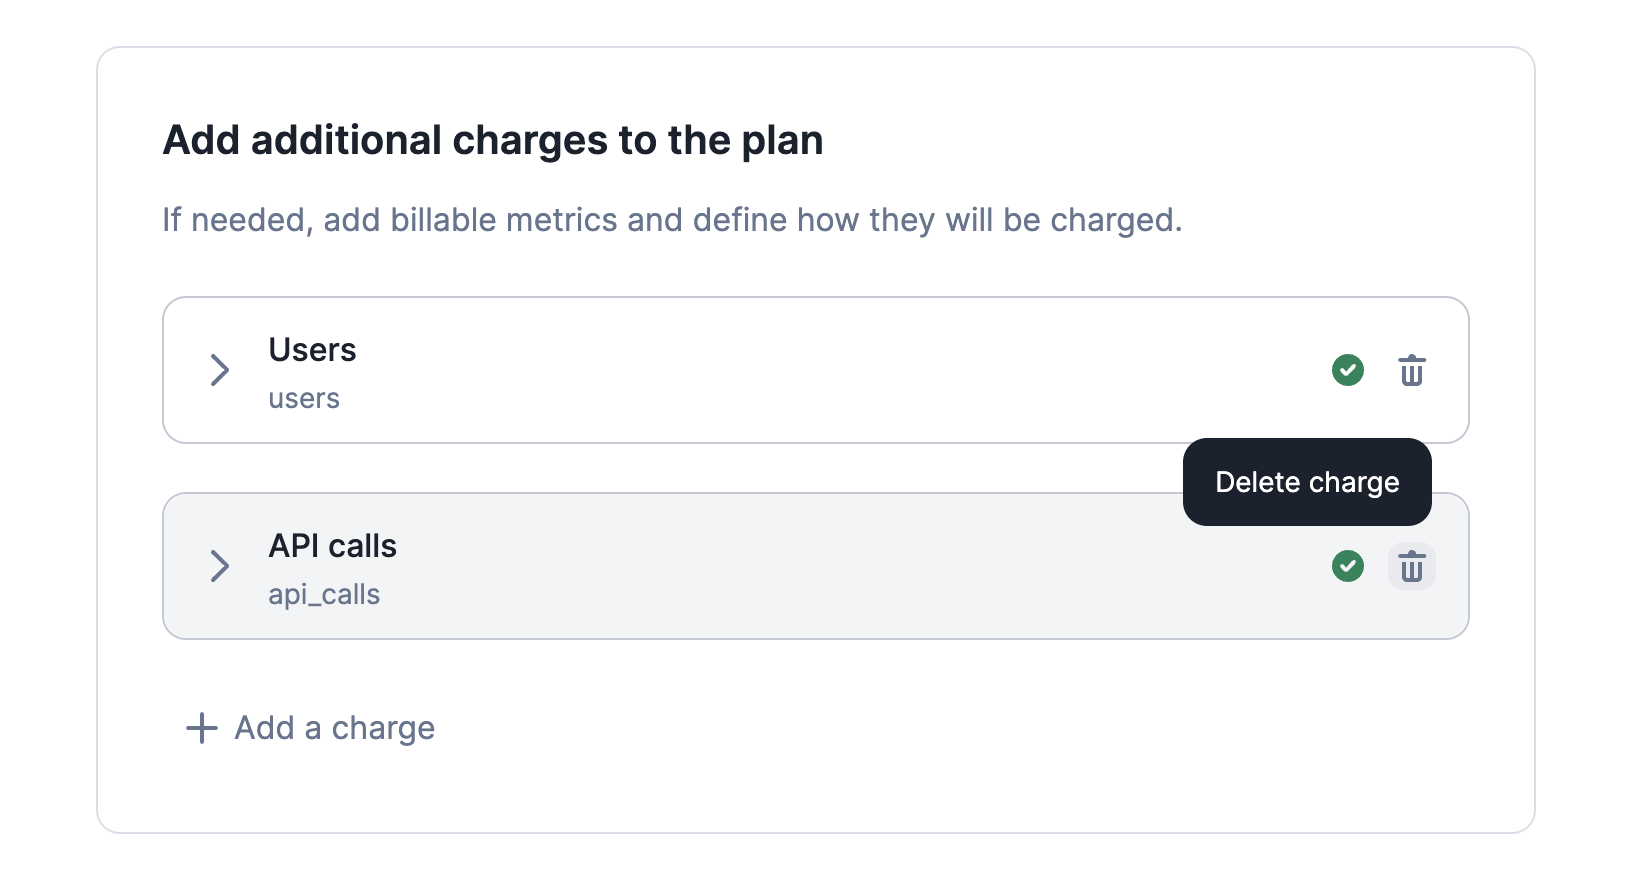 Add additional charges to the plan
If needed, add billable metrics and define how they will be charged.
Users
users
Delete charge
API calls
api_calls
Add a charge